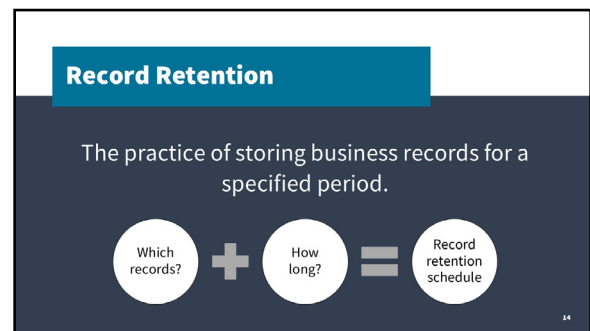 Record Retention
The practice of storing business records for a
specified period.
Which
records?
+
How
long?
=
Record
retention
schedule
14